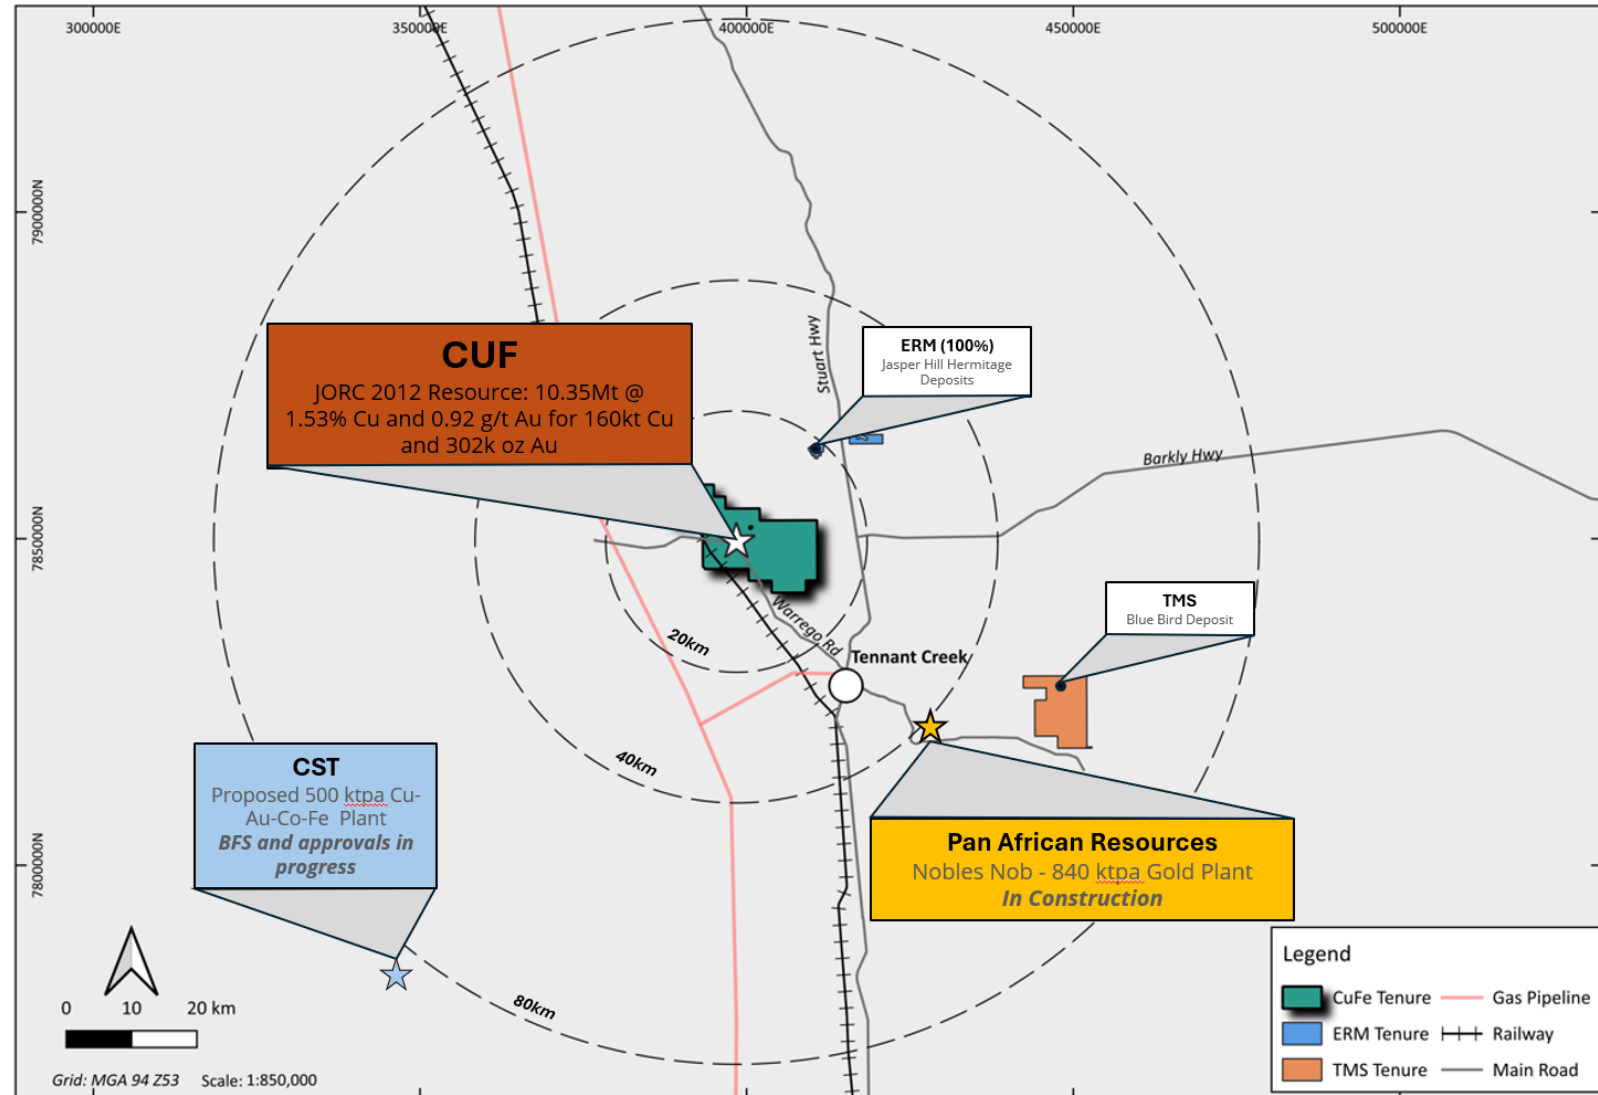 300000E
350000E
400000E
450000E
500000E
7900000N
7850000N
7800000N
CUF
JORC 2012 Resource: 10.35Mt @
1.53% Cu and 0.92 g/t Au for 160kt Cu
and 302k oz Au
Stuart Hwy
ERM (100%)
Jasper Hill Hermitage
Deposits
Barkly Hwy
TMS
Blue Bird Deposit
Warrego Rd
20km
Tennant Creek
40km
CST
Proposed 500 ktpa Cu-
Au-Co-Fe Plant
BFS and approvals in
progress
Pan African Resources
Nobles Nob - 840 ktpa Gold Plant
In Construction
80km
0 10 20 km
Grid: MGA 94 Z53 Scale: 1:850,000
Legend
CuFe Tenure Gas Pipeline
ERM Tenure Railway
TMS Tenure Main Road